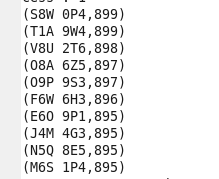 (S8W 0P4,899)
(T1A 9W4,899)
(V8U 2T6,898)
(O8A 6Z5,897)
(O9P 9S3,897)
(F6W 6H3,896)
(E6O 9P1,895)
(J4M 4G3,895)
(N5Q 8E5,895)
(M6S 1P4,895)